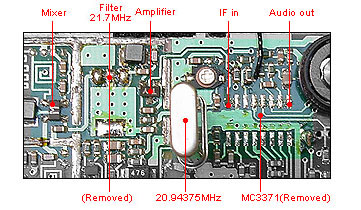 Mixer
Filter
21.7MHz
Amplifier
IF in
Audio out
476
(Removed)
20.94375MHz
MC3371(Removed)